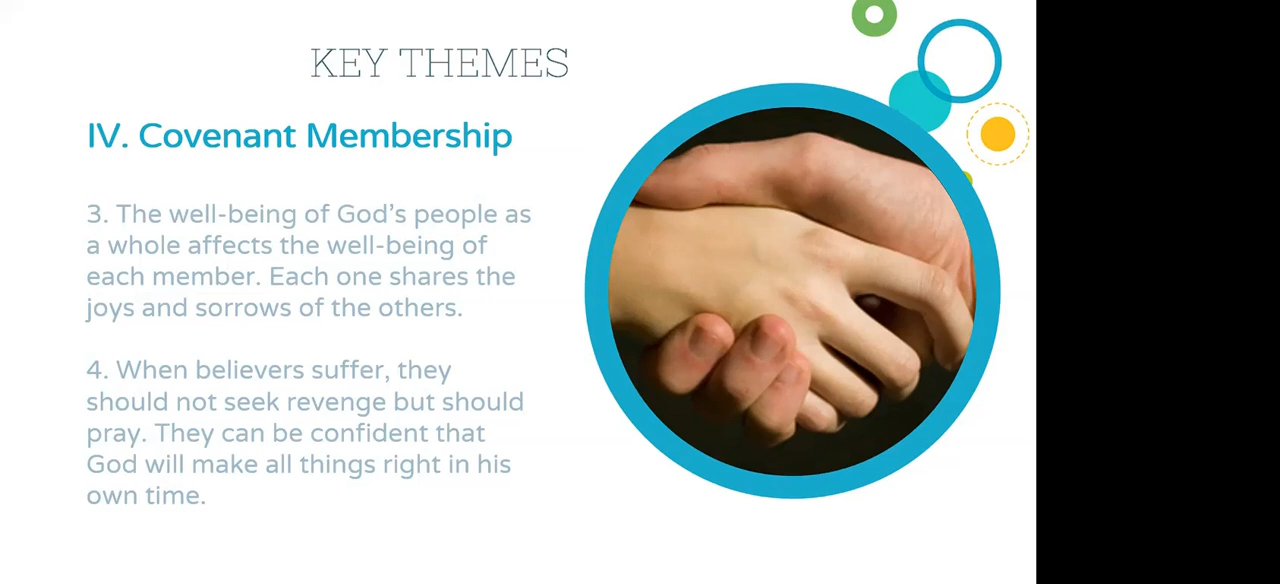 KEY THEMES
IV. Covenant Membership
3. The well-being of God’s people as
a whole affects the well-being of
each member. Each one shares the
joys and sorrows of the others.
4. When believers suffer, they
should not seek revenge but should
pray. They can be confident that
God will make all things right in his
own time.